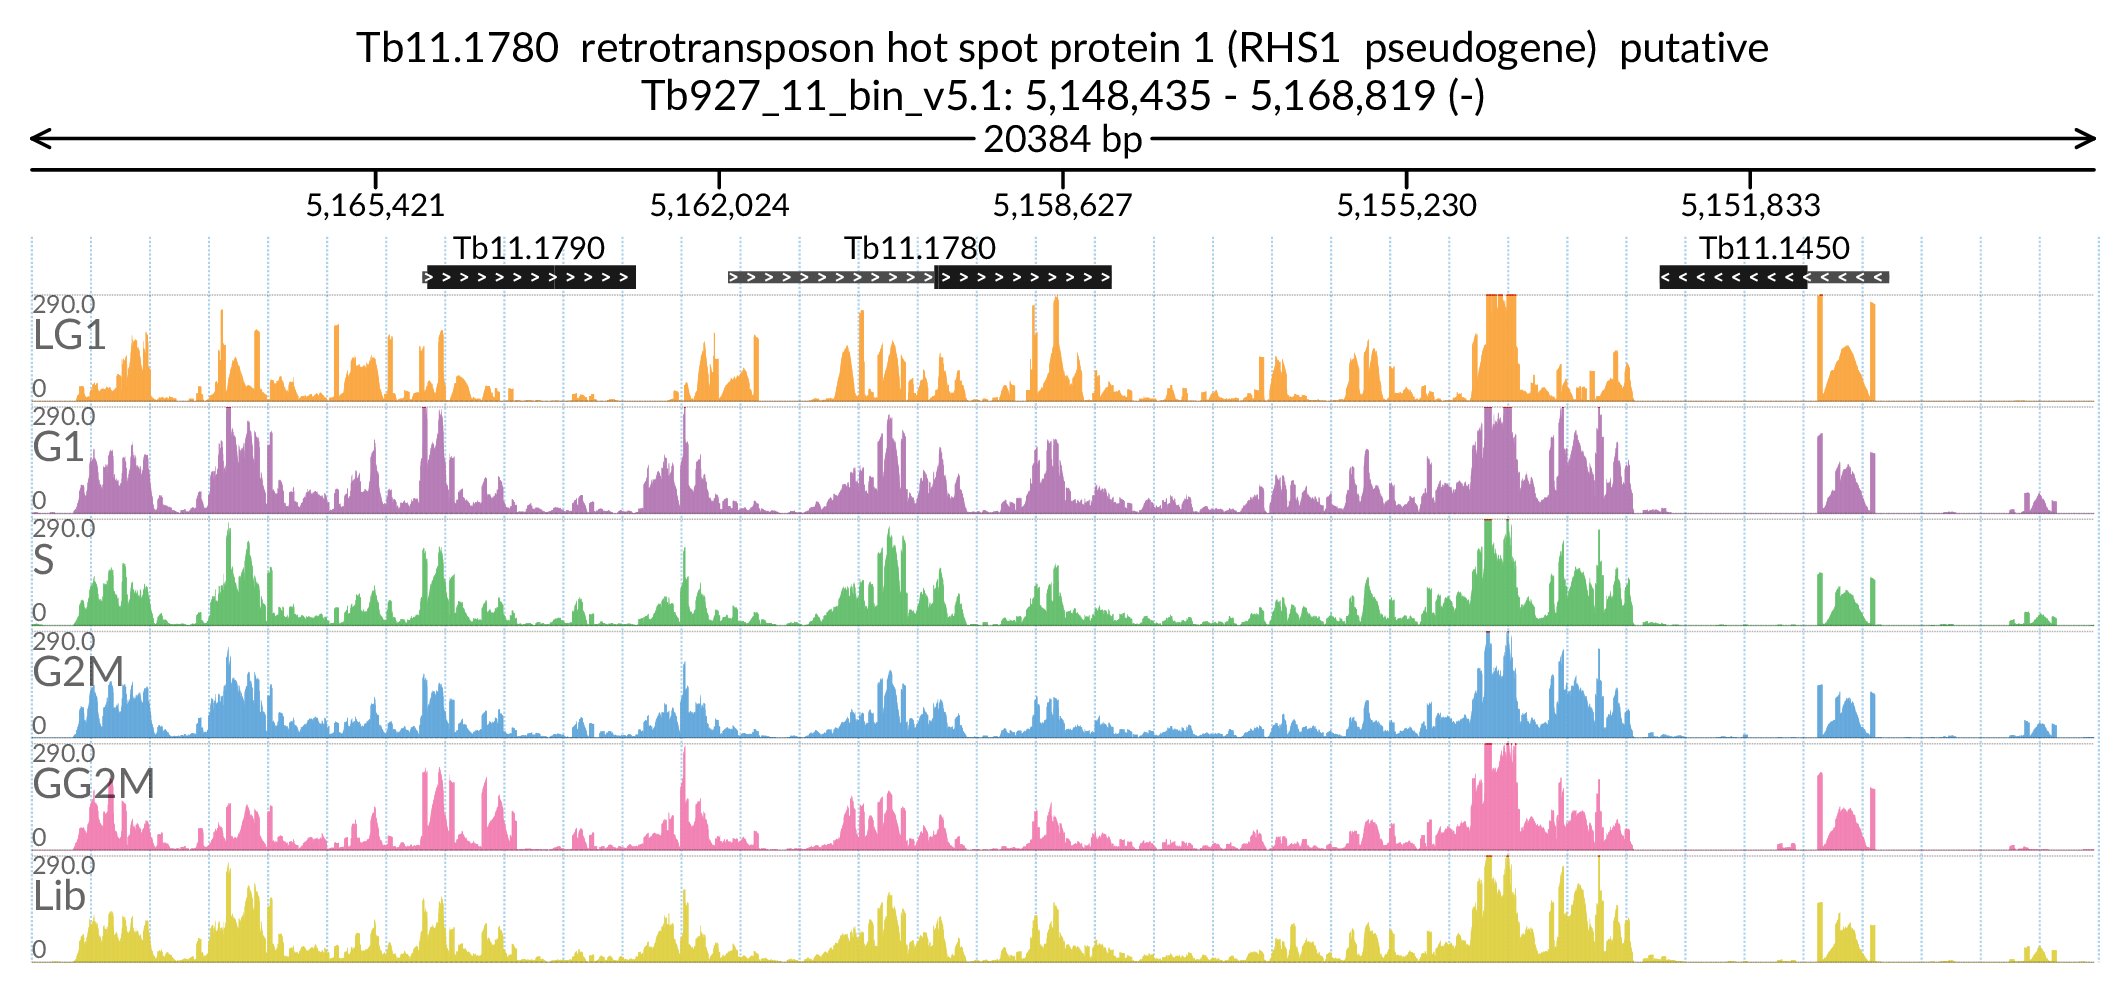 Tb11.1780 retrotransposon hot spot protein 1 (RHS1 pseudogene) putative
Tb927_11_bin_v5.1: 5,148,435 - 5,168,819 (-)
20384 bp
5,165,421 5,162,024 5,158,627 5,155,230 5,151,833
Tb11.1790 Tb11.1780 Tb11.1450
290.0
LG1
0
290.0
G1
0
290.0
S
0
290.0
G2M
0
290.0
GG2M
0
290.0
Lib
0